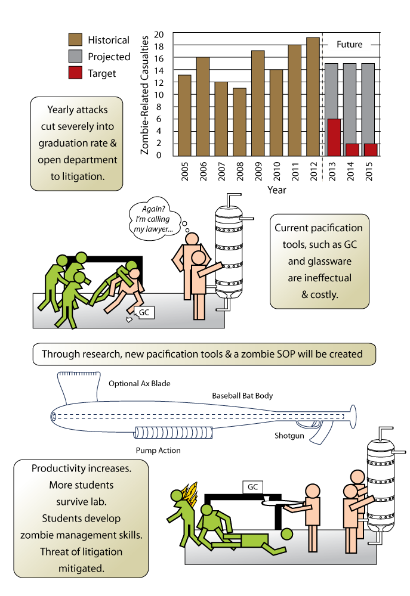 Historical
Projected
Target
Zombie-Related Casualties
20
18
16
14
12
10
8
6
4
2
0
Future
2005
2006
2007
2008
2009
2010
2011
2012
2013
2014
2015
Year
Yearly attacks
cut severely into
graduation rate &
open department
to litigation.
Again?
I'm calling
my lawyer...
GC
Current pacification
tools, such as GC
and glassware
are ineffectual
& costly.
Through research, new pacification tools & a zombie SOP will be created
Optional Ax Blade
Baseball Bat Body
Shotgun
Pump Action
Productivity increases.
More students
survive lab.
Students develop
zombie management skills.
Threat of litigation
mitigated.
GC